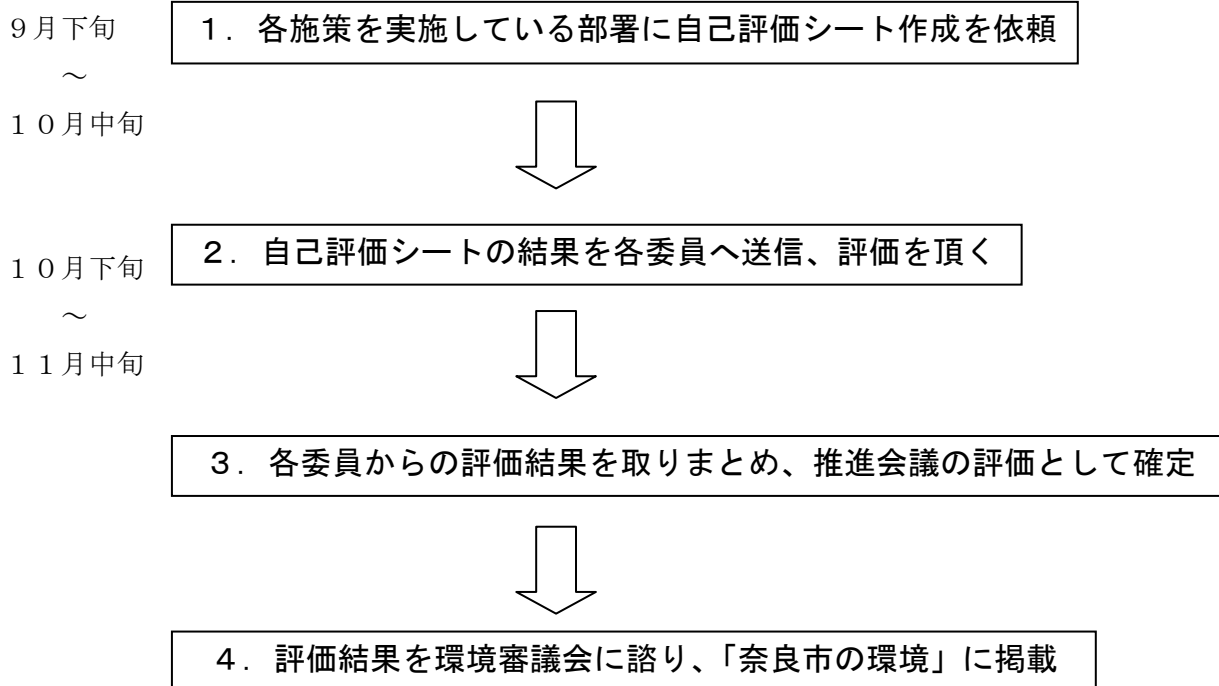 ９月下旬
１．各施策を実施している部署に自己評価シート作成を依頼
～
１０月中旬
２．自己評価シートの結果を各委員へ送信、評価を頂く
１０月下旬
～
１１月中旬
３．各委員からの評価結果を取りまとめ、推進会議の評価として確定
４．評価結果を環境審議会に諮り、「奈良市の環境」に掲載